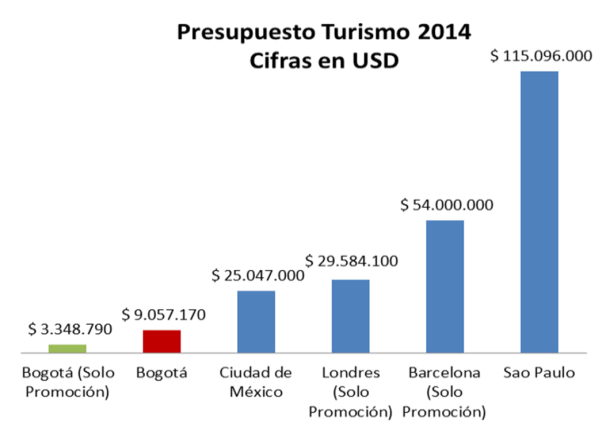 Presupuesto Turismo 2014
Cifras en USD
$ 115.096.000
$ 54.000.000
$ 29.584.100
$ 25.047.000
$ 9.057.170
$ 3.348.790
Bogotá (Solo
Promoción)
Bogotá
Ciudad de
México
Londres
(Solo
Promoción)
Barcelona
(Solo
Promoción)
Sao Paulo